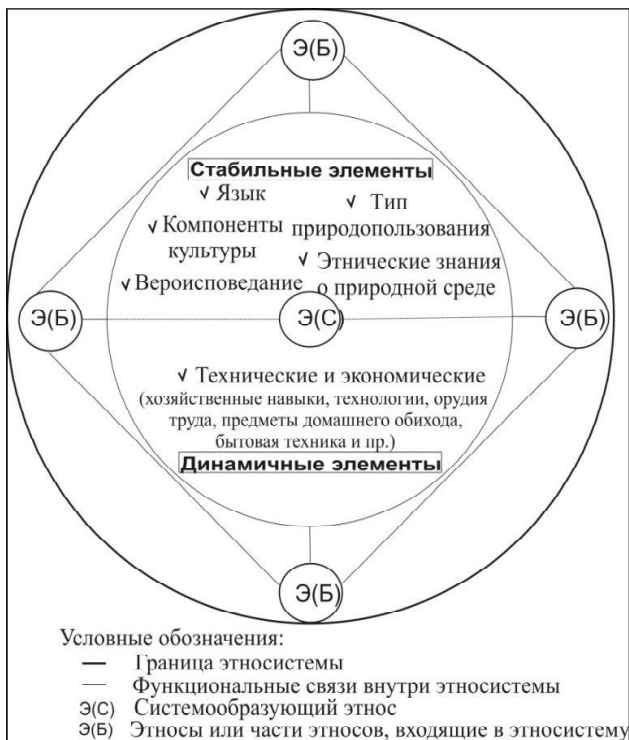 Э(Б)
Стабильные элементы
✓ Язык
✓ Тип
✓ Компоненты
природопользования
культуры
✓ Этнические знания
✓ Вероисповедание
о природной среде
Э(Б)
Э(С)
Э(Б)
✓ Технические и экономические
(хозяйственные навыки, технологии, орудия
труда, предметы домашнего обихода,
бытовая техника и пр.)
Динамичные элементы
Э(Б)
Условные обозначения:
Граница этносистемы
Функциональные связи внутри этносистемы
Э(С) Системообразующий этнос
Э(Б) Этносы или части этносов, входящие в этносистему